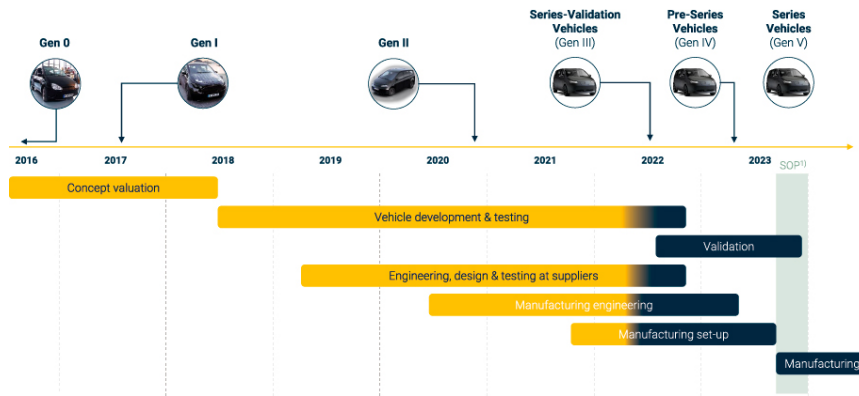 Gen 0
Gen I
Gen II
Series-Validation
Vehicles
(Gen III)
Pre-Series
Vehicles
(Gen IV)
Series
Vehicles
(Gen V)
2016
2017
2018
2019
2020
2021
2022
2023
SOP¹⁾
Concept valuation
Vehicle development & testing
Validation
Engineering, design & testing at suppliers
Manufacturing engineering
Manufacturing set-up
Manufacturing